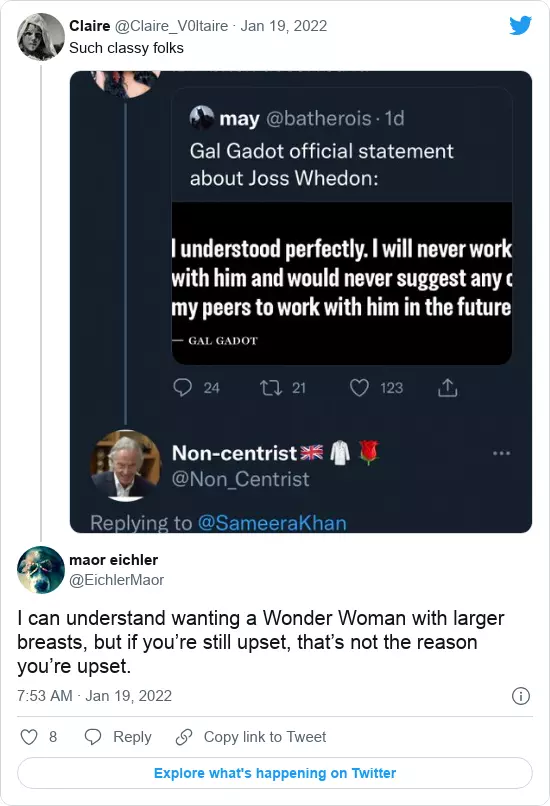 Claire @Claire_V0ltaire · Jan 19, 2022
Such classy folks
may @batherois · 1d
Gal Gadot official statement
about Joss Whedon:
I understood perfectly. I will never work
with him and would never suggest any
my peers to work with him in the future
— GAL GADOT
24 21 123
Non-centrist🇬🇧🥼🌹
@Non_Centrist
Replying to @SameeraKhan
maor eichler
@EichlerMaor
I can understand wanting a Wonder Woman with larger
breasts, but if you’re still upset, that’s not the reason
you’re upset.
7:53 AM · Jan 19, 2022
8 Reply Copy link to Tweet
Explore what's happening on Twitter